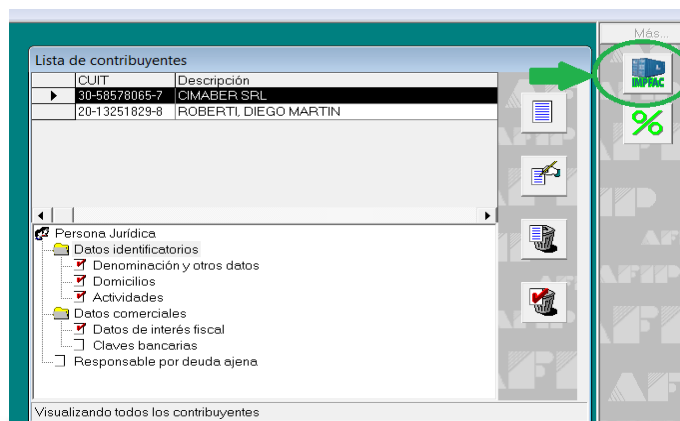 Más...
Lista de contribuyentes
CUIT Descripción
30-58578065-7 CIMABER SRL
20-13251829-8 ROBERTI, DIEGO MARTIN
IMPFAC
%
Persona Jurídica
Datos identificatorios
Denominación y otros datos
Domicilios
Actividades
Datos comerciales
Datos de interés fiscal
Claves bancarias
Responsable por deuda ajena
Visualizando todos los contribuyentes
AFIP